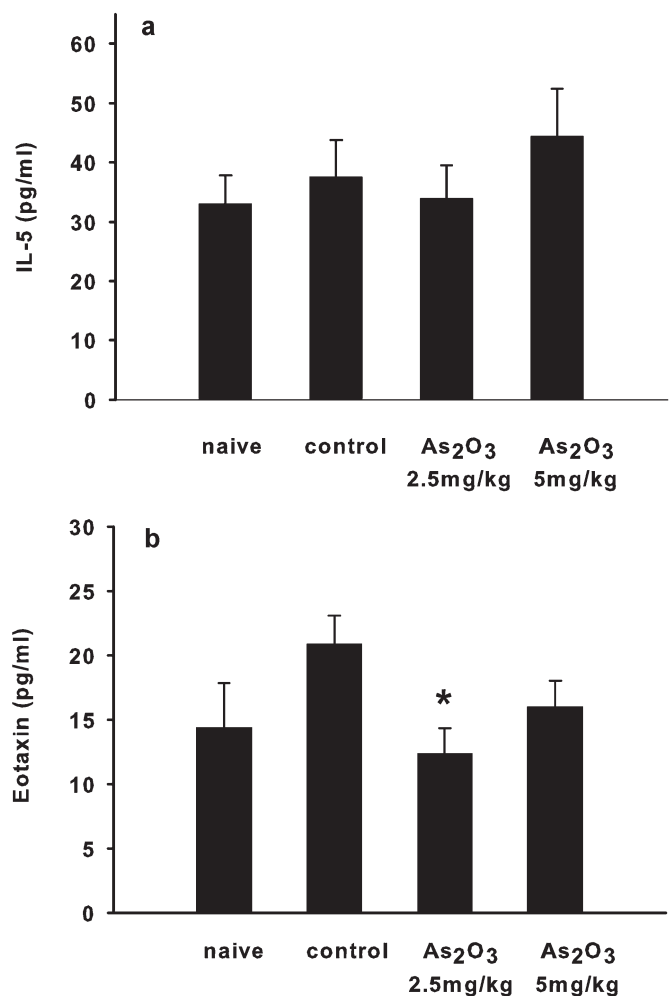 a
60
50
40
30
20
10
0
IL-5 (pg/ml)
naive control As₂O₃ As₂O₃
2.5mg/kg 5mg/kg
b
30
25
20
15
10
5
0
Eotaxin (pg/ml)
*
naive control As₂O₃ As₂O₃
2.5mg/kg 5mg/kg